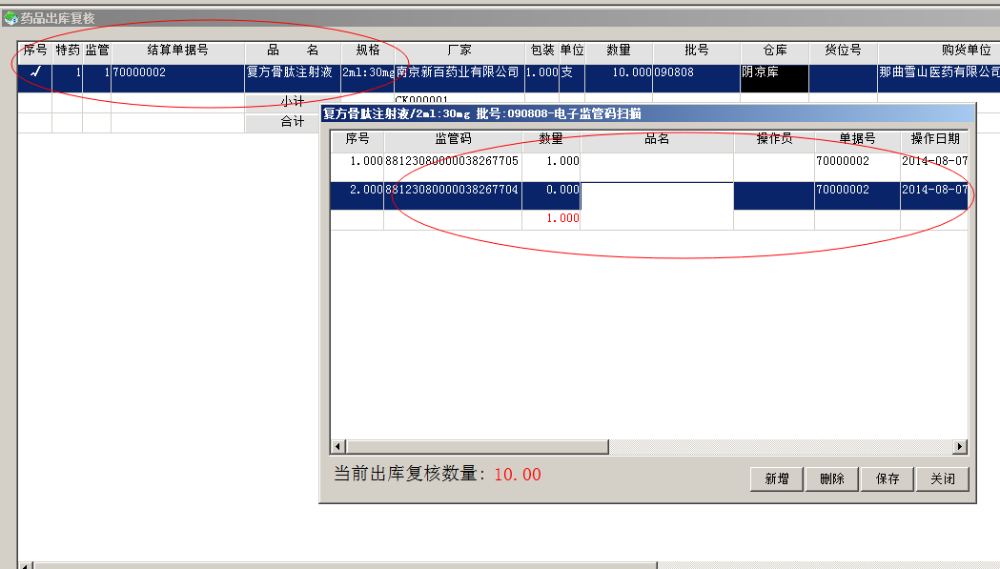 药品出库复核
序号 特药 监管 结算单据号 品 名 规格 厂家 包装 单位 数量 批号 仓库 货位号 购货单位
✓ 1 1 70000002 复方骨肽注射液 2ml:30mg 南京新百药业有限公司 1.000 支 10.000 090808 阴凉库 那曲雪山医药有限公司
小计 CK000001
合计
复方骨肽注射液/2ml:30mg 批号:090808-电子监管码扫描
序号 监管码 数量 品名 操作员 单据号 操作日期
1.000 88123080000038267705 1.000 70000002 2014-08-07
2.000 88123080000038267704 0.000 70000002 2014-08-07
1.000
当前出库复核数量: 10.00
新增 删除 保存 关闭